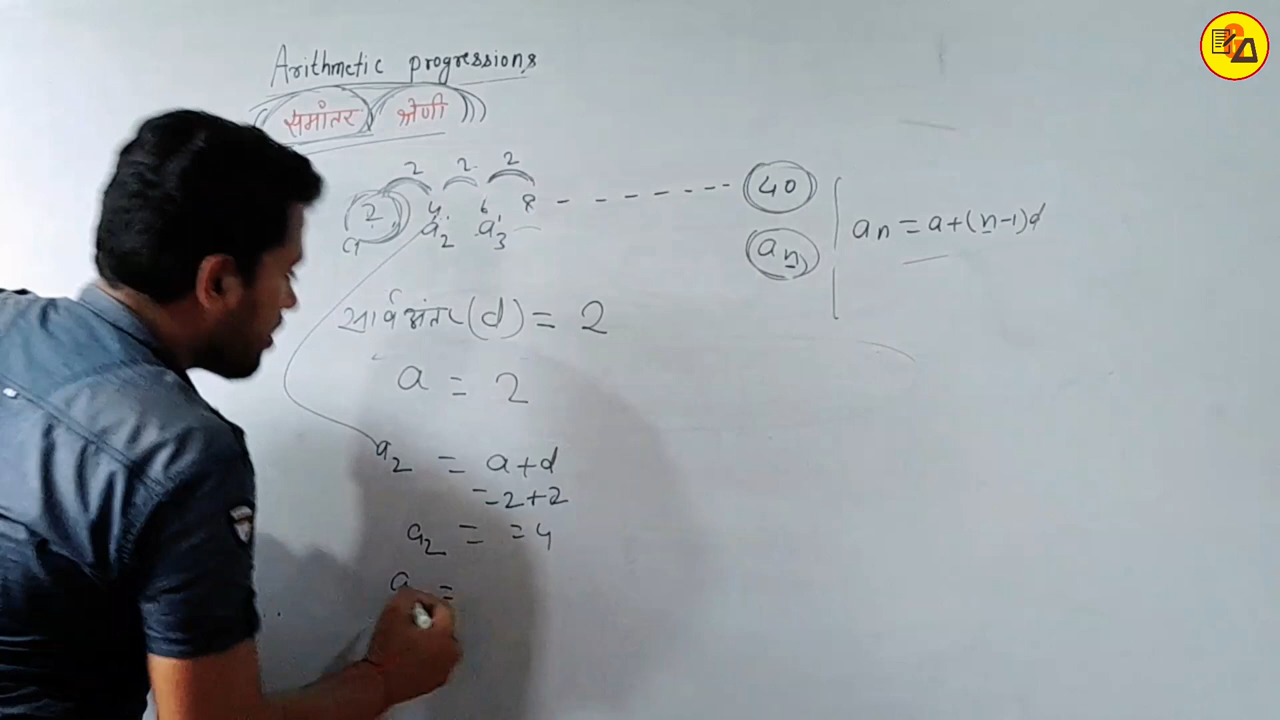 Arithmetic progressions
समांतर श्रेणी )))
2 2 2
2 4 6 8 - - - - - - - - 40
a a2 a3 an
an = a+(n-1)d
सार्वअंतर (d) = 2
a = 2
a2 = a+d
=2+2
a2 = =4
a =